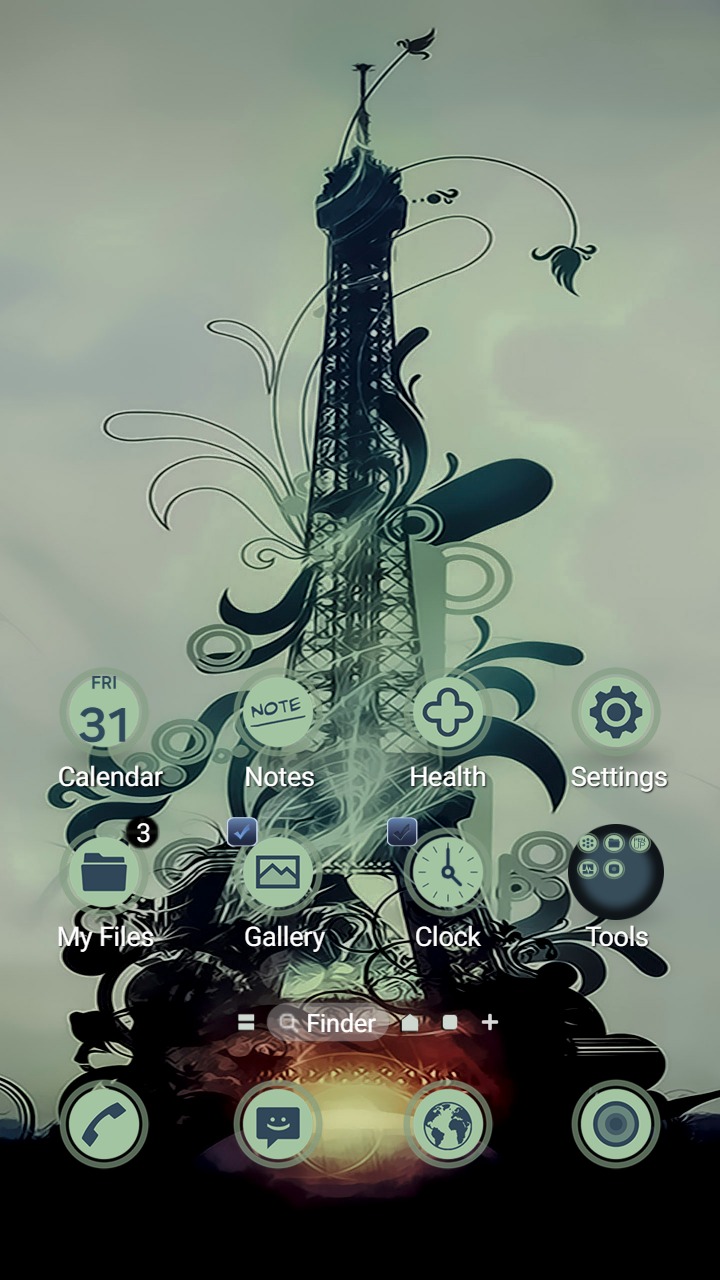 FRI
31
NOTE
Calendar
Notes
Health
Settings
3
My Files
Gallery
Clock
Tools
Finder